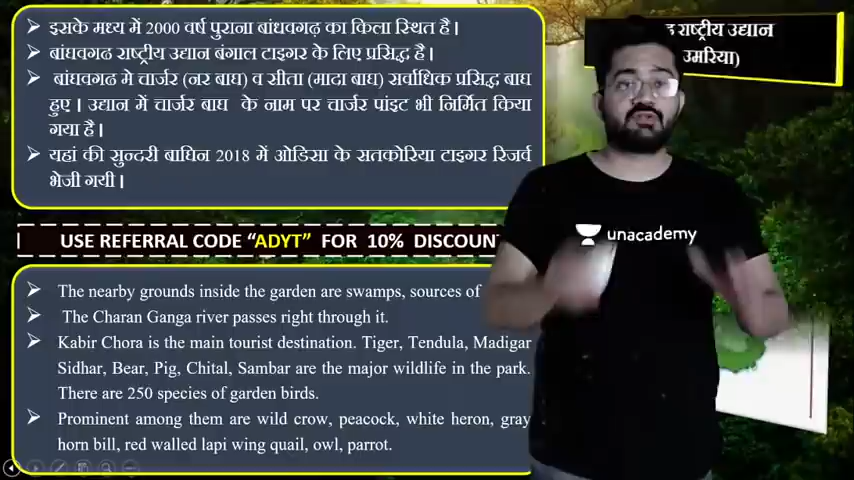 ➢ इसके मध्य में 2000 वर्ष पुराना बांधवगढ़ का किला स्थित है।
➢ बांधवगढ राष्ट्रीय उद्यान बंगाल टाइगर के लिए प्रसिद्ध है।
➢ बांधवगढ मे चार्जर (नर बाघ) व सीता (मादा बाघ) सर्वाधिक प्रसिद्ध बाघ
हुए। उद्यान में चार्जर बाघ के नाम पर चार्जर पांइट भी निर्मित किया
गया है।
➢ यहां की सुन्दरी बाघिन 2018 में ओडिसा के सतकोरिया टाइगर रिजर्व
भेजी गयी।
राष्ट्रीय उद्यान
उमरिया)
USE REFERRAL CODE “ADYT” FOR 10% DISCOUN
➢ The nearby grounds inside the garden are swamps, sources of
➢ The Charan Ganga river passes right through it.
➢ Kabir Chora is the main tourist destination. Tiger, Tendula, Madigar
Sidhar, Bear, Pig, Chital, Sambar are the major wildlife in the park.
There are 250 species of garden birds.
➢ Prominent among them are wild crow, peacock, white heron, gray
horn bill, red walled lapi wing quail, owl, parrot.
unacademy